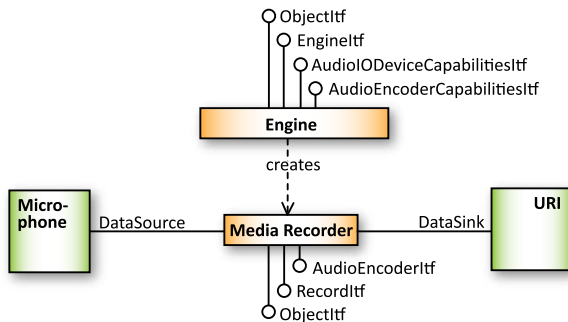 ObjectItf
EngineItf
AudioIODeviceCapabilitiesItf
AudioEncoderCapabilitiesItf
Engine
creates
Micro-
phone
DataSource
Media Recorder
DataSink
URI
AudioEncoderItf
RecordItf
ObjectItf